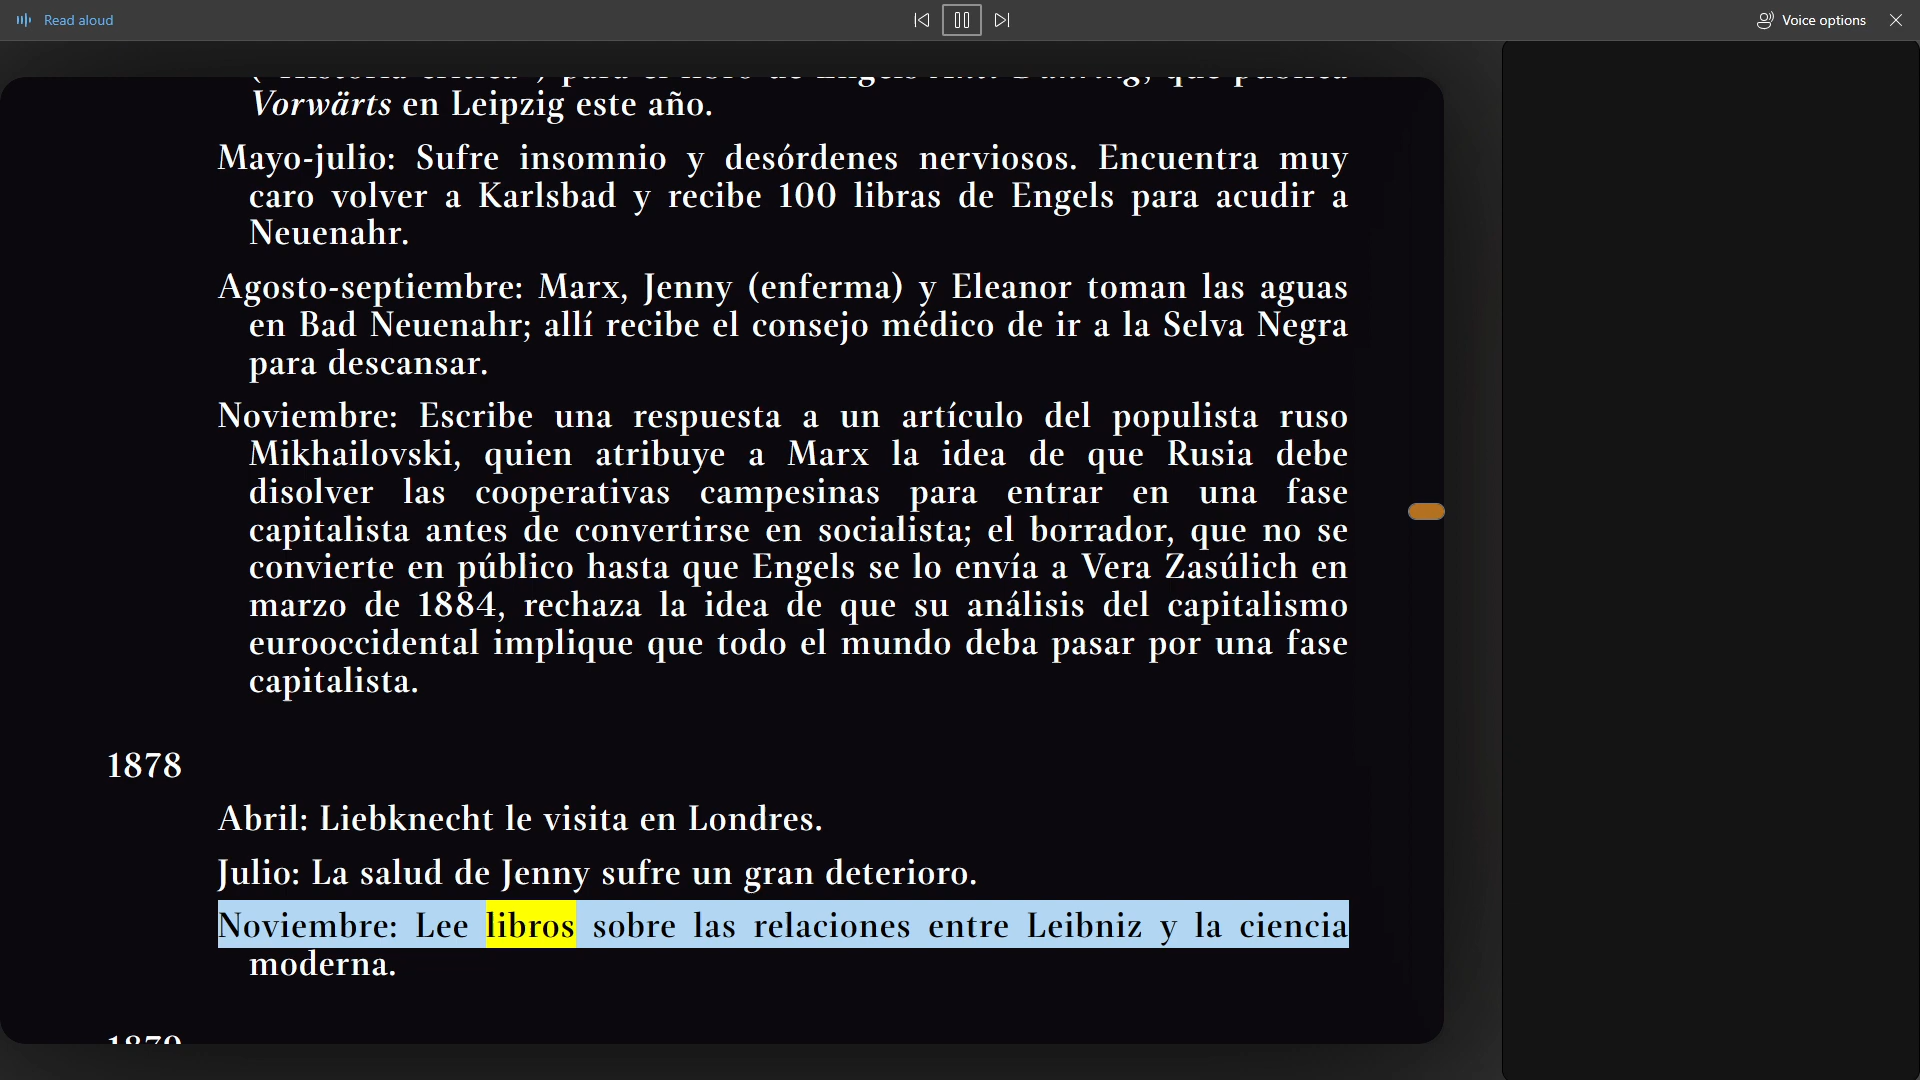 Read aloud
Voice options
Vorwärts en Leipzig este año.
Mayo-julio: Sufre insomnio y desórdenes nerviosos. Encuentra muy
caro volver a Karlsbad y recibe 100 libras de Engels para acudir a
Neuenahr.
Agosto-septiembre: Marx, Jenny (enferma) y Eleanor toman las aguas
en Bad Neuenahr; allí recibe el consejo médico de ir a la Selva Negra
para descansar.
Noviembre: Escribe una respuesta a un artículo del populista ruso
Mikhailovski, quien atribuye a Marx la idea de que Rusia debe
disolver las cooperativas campesinas para entrar en una fase
capitalista antes de convertirse en socialista; el borrador, que no se
convierte en público hasta que Engels se lo envía a Vera Zasúlich en
marzo de 1884, rechaza la idea de que su análisis del capitalismo
eurooccidental implique que todo el mundo deba pasar por una fase
capitalista.
1878
Abril: Liebknecht le visita en Londres.
Julio: La salud de Jenny sufre un gran deterioro.
Noviembre: Lee libros sobre las relaciones entre Leibniz y la ciencia
moderna.